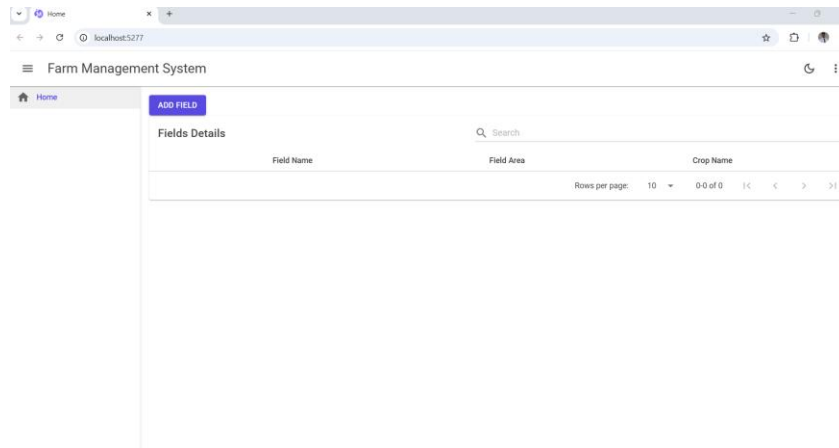 Home
localhost:5277
Farm Management System
Home
ADD FIELD
Fields Details
Search
Field Name Field Area Crop Name
Rows per page: 10 0-0 of 0